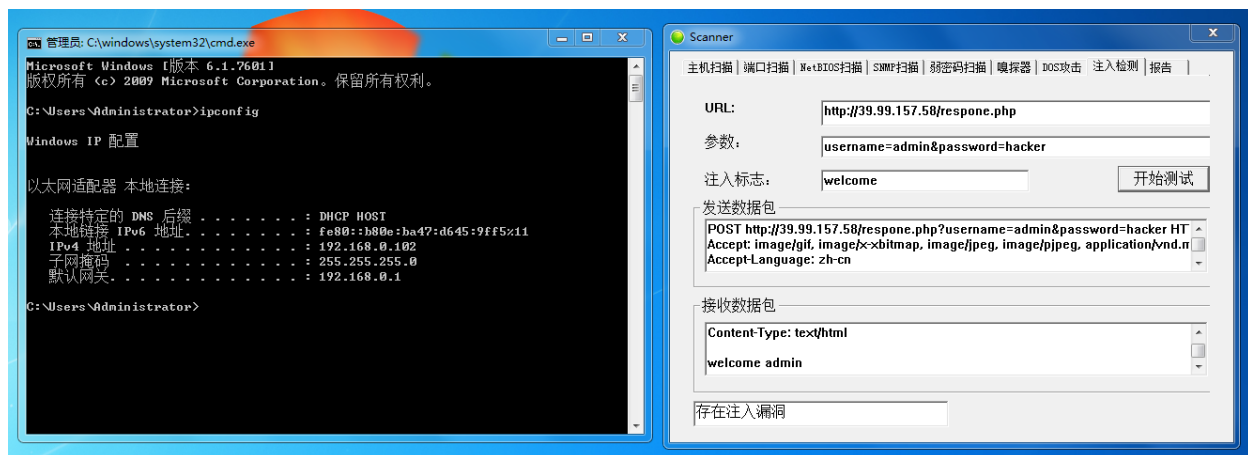 管理员: C:\windows\system32\cmd.exe
Microsoft Windows [版本 6.1.7601]
版权所有 (c) 2009 Microsoft Corporation。保留所有权利。
C:\Users\Administrator>ipconfig
Windows IP 配置
以太网适配器 本地连接:
连接特定的 DNS 后缀 . . . . . . . : DHCP HOST
本地链接 IPv6 地址. . . . . . . . : fe80::b80e:ba47:d645:9ff5%11
IPv4 地址 . . . . . . . . . . . . : 192.168.0.102
子网掩码 . . . . . . . . . . . . : 255.255.255.0
默认网关. . . . . . . . . . . . . : 192.168.0.1
C:\Users\Administrator>
Scanner
主机扫描 端口扫描 NetBIOS扫描 SNMP扫描 弱密码扫描 嗅探器 DOS攻击 注入检测 报告
URL: http://39.99.157.58/respone.php
参数: username=admin&password=hacker
注入标志: welcome 开始测试
发送数据包
POST http://39.99.157.58/respone.php?username=admin&password=hacker HT
Accept: image/gif, image/x-xbitmap, image/jpeg, image/pjpeg, application/vnd.m
Accept-Language: zh-cn
接收数据包
Content-Type: text/html
welcome admin
存在注入漏洞